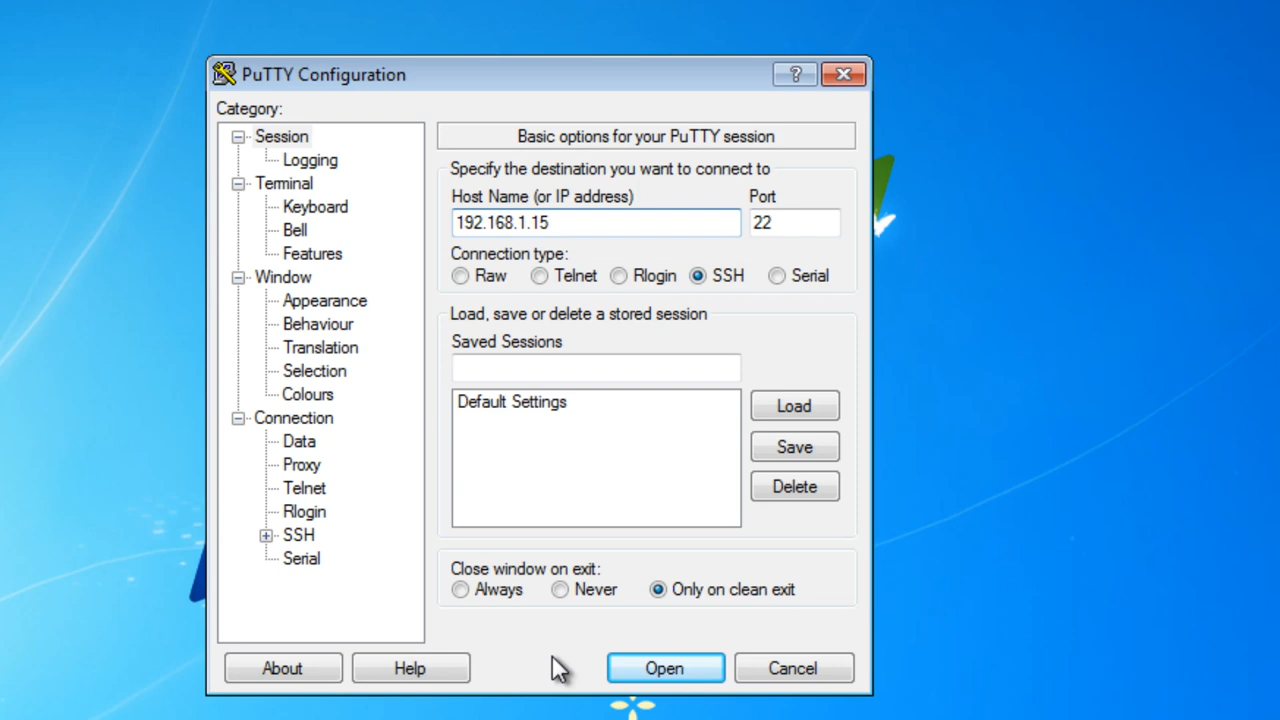 PuTTY Configuration
?
Category:
Session
Logging
Terminal
Keyboard
Bell
Features
Window
Appearance
Behaviour
Translation
Selection
Colours
Connection
Data
Proxy
Telnet
Rlogin
SSH
Serial
Basic options for your PuTTY session
Specify the destination you want to connect to
Host Name (or IP address) Port
192.168.1.15 22
Connection type:
Raw Telnet Rlogin SSH Serial
Load, save or delete a stored session
Saved Sessions
Default Settings
Load
Save
Delete
Close window on exit:
Always Never Only on clean exit
About Help Open Cancel